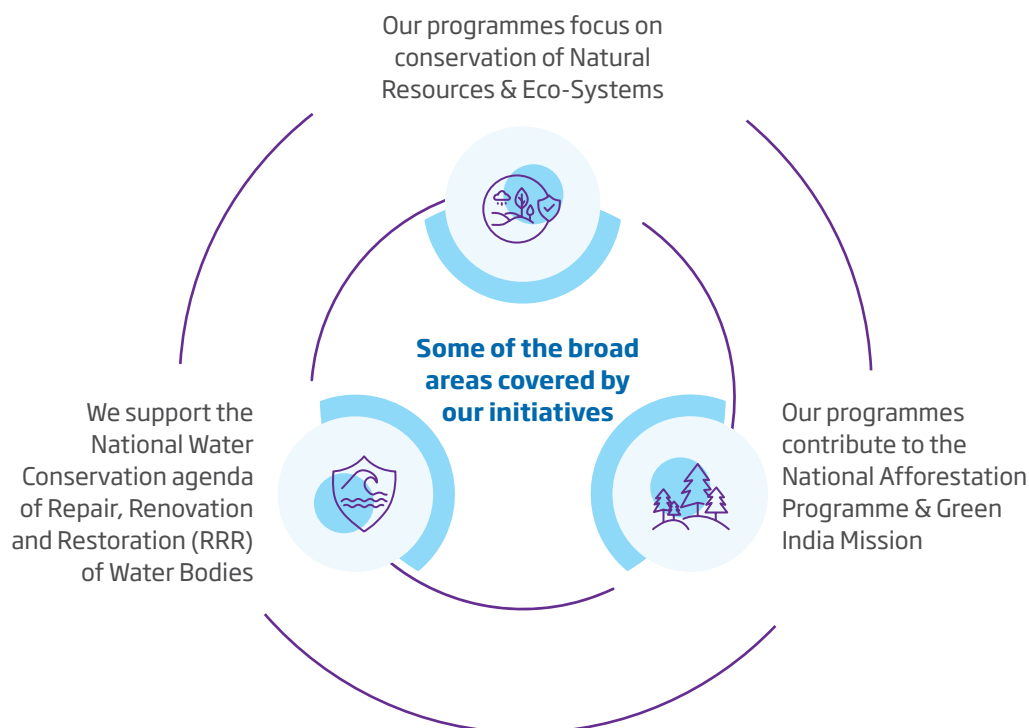 Our programmes focus on
conservation of Natural
Resources & Eco-Systems
Some of the broad
areas covered by
our initiatives
We support the
National Water
Conservation agenda
of Repair, Renovation
and Restoration (RRR)
of Water Bodies
Our programmes
contribute to the
National Afforestation
Programme & Green
India Mission